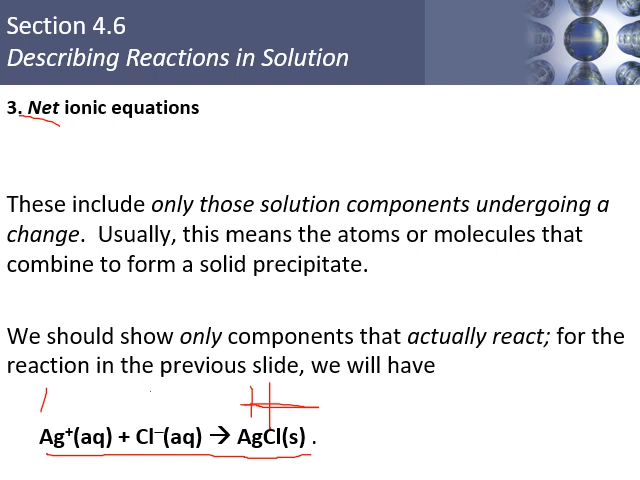 Section 4.6
Describing Reactions in Solution
3. Net ionic equations
These include only those solution components undergoing a
change.  Usually, this means the atoms or molecules that
combine to form a solid precipitate.
We should show only components that actually react; for the
reaction in the previous slide, we will have
Ag⁺(aq) + Cl⁻(aq) → AgCl(s) .